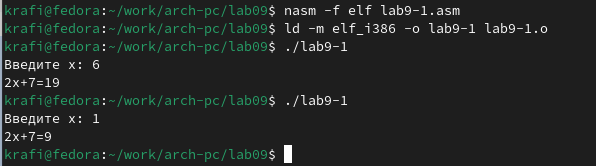 krafi@fedora:~/work/arch-pc/lab09$ nasm -f elf lab9-1.asm
krafi@fedora:~/work/arch-pc/lab09$ ld -m elf_i386 -o lab9-1 lab9-1.o
krafi@fedora:~/work/arch-pc/lab09$ ./lab9-1
Введите x: 6
2x+7=19
krafi@fedora:~/work/arch-pc/lab09$ ./lab9-1
Введите x: 1
2x+7=9
krafi@fedora:~/work/arch-pc/lab09$